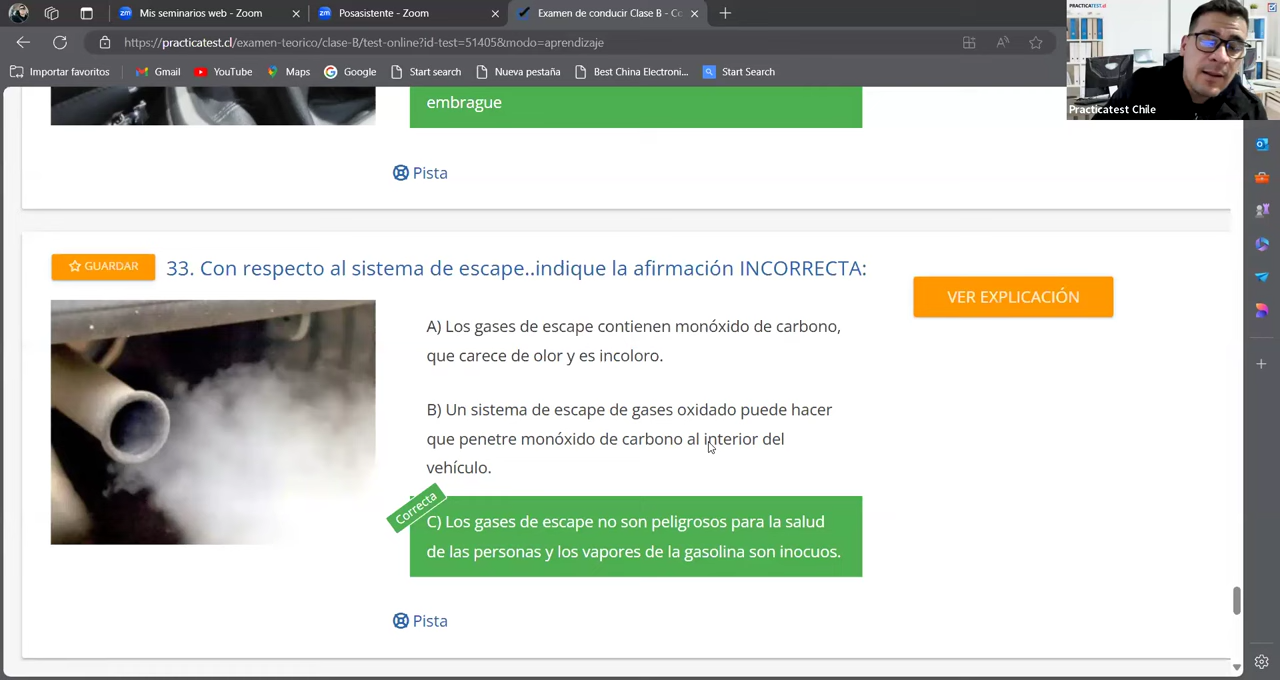 Mis seminarios web - Zoom
Posasistente - Zoom
Examen de conducir Clase B - Co
https://practicatest.cl/examen-teorico/clase-B/test-online?id-test=51405&modo=aprendizaje
Importar favoritos
Gmail
YouTube
Maps
Google
Start search
Nueva pestaña
Best China Electroni...
Start Search
PRACTICATEST.cl
Practicatest Chile
embrague
Pista
GUARDAR
33. Con respecto al sistema de escape..indique la afirmación INCORRECTA:
VER EXPLICACIÓN
A) Los gases de escape contienen monóxido de carbono,
que carece de olor y es incoloro.
B) Un sistema de escape de gases oxidado puede hacer
que penetre monóxido de carbono al interior del
vehículo.
Correcta
C) Los gases de escape no son peligrosos para la salud
de las personas y los vapores de la gasolina son inocuos.
Pista